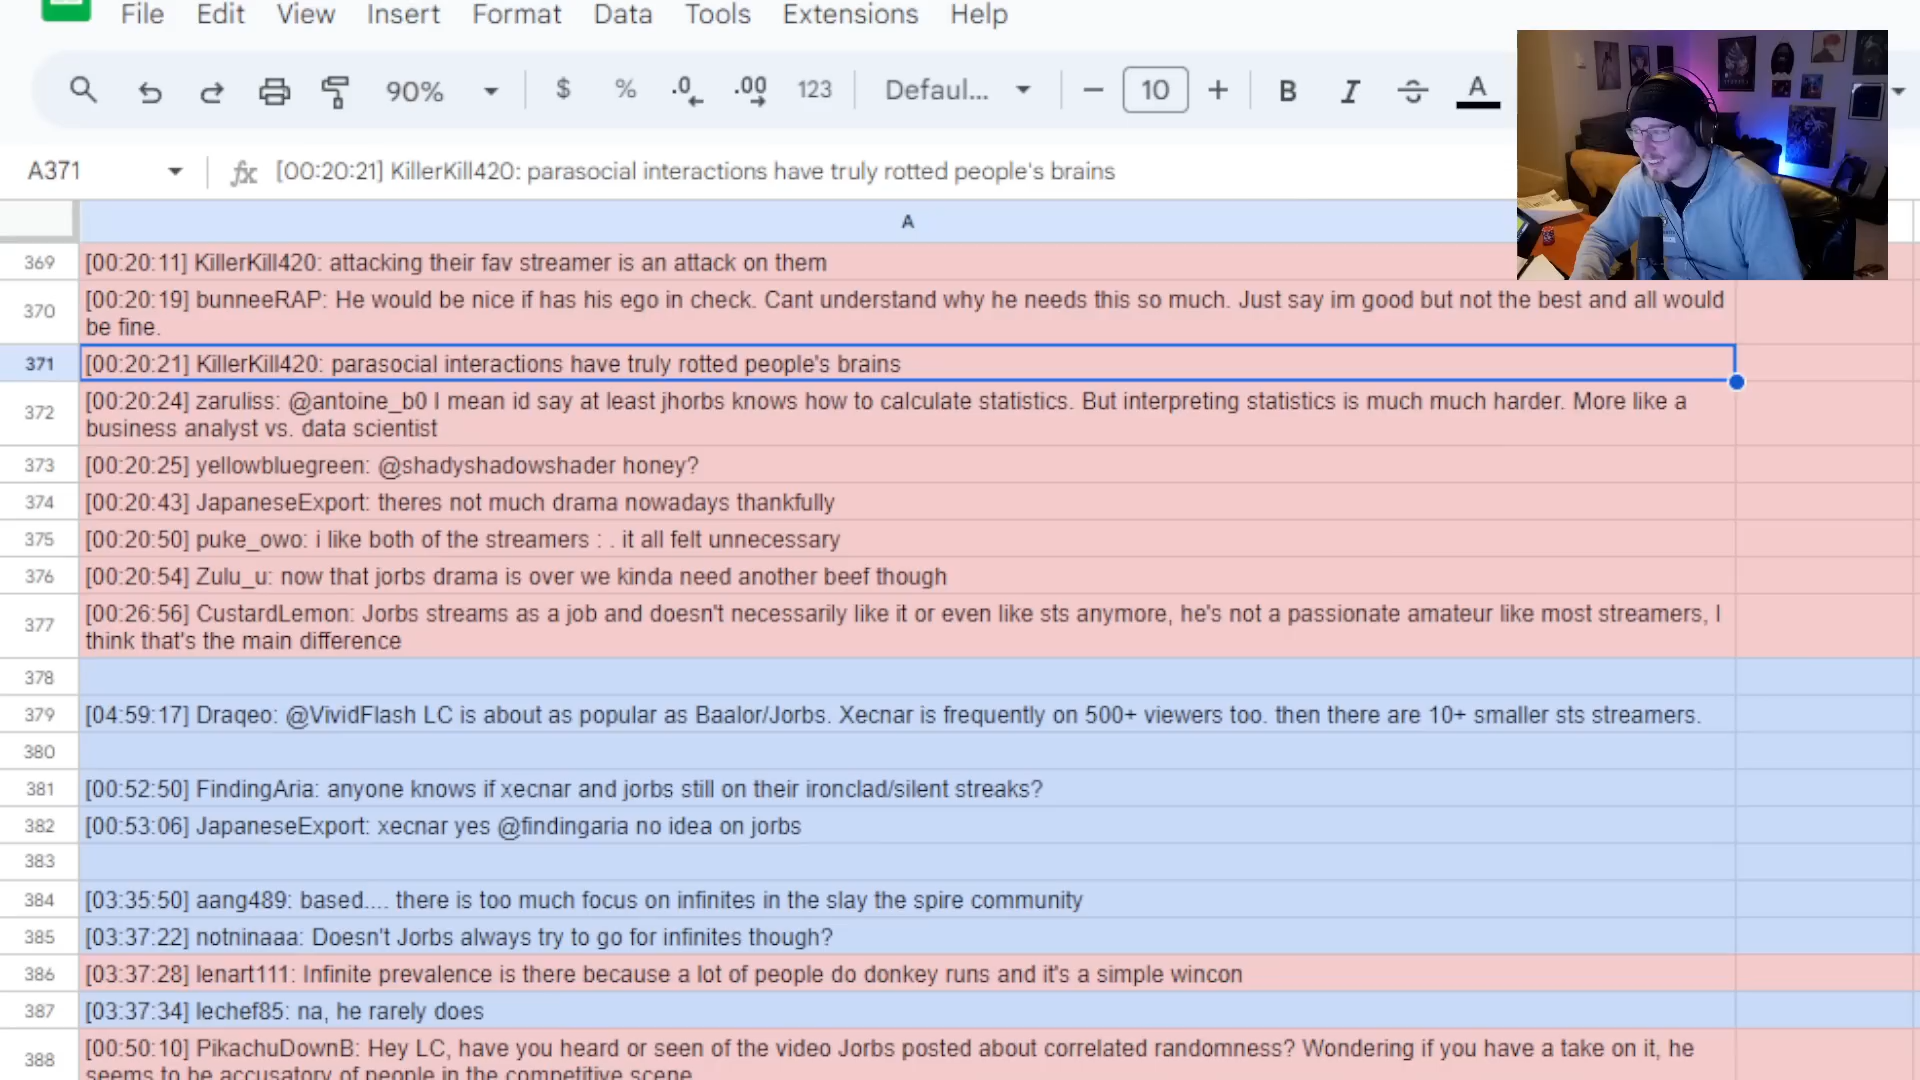 File Edit View Insert Format Data Tools Extensions Help
90% $ % .0 .00 123 Defaul... − 10 + B I A
A371 fx [00:20:21] KillerKill420: parasocial interactions have truly rotted people's brains
A
369 [00:20:11] KillerKill420: attacking their fav streamer is an attack on them
370 [00:20:19] bunneeRAP: He would be nice if has his ego in check. Cant understand why he needs this so much. Just say im good but not the best and all would
be fine.
371 [00:20:21] KillerKill420: parasocial interactions have truly rotted people's brains
372 [00:20:24] zaruliss: @antoine_b0 I mean id say at least jhorbs knows how to calculate statistics. But interpreting statistics is much much harder. More like a
business analyst vs. data scientist
373 [00:20:25] yellowbluegreen: @shadyshadowshader honey?
374 [00:20:43] JapaneseExport: theres not much drama nowadays thankfully
375 [00:20:50] puke_owo: i like both of the streamers : . it all felt unnecessary
376 [00:20:54] Zulu_u: now that jorbs drama is over we kinda need another beef though
377 [00:26:56] CustardLemon: Jorbs streams as a job and doesn't necessarily like it or even like sts anymore, he's not a passionate amateur like most streamers, I
think that's the main difference
378
379 [04:59:17] Draqeo: @VividFlash LC is about as popular as Baalor/Jorbs. Xecnar is frequently on 500+ viewers too. then there are 10+ smaller sts streamers.
380
381 [00:52:50] FindingAria: anyone knows if xecnar and jorbs still on their ironclad/silent streaks?
382 [00:53:06] JapaneseExport: xecnar yes @findingaria no idea on jorbs
383
384 [03:35:50] aang489: based.... there is too much focus on infinites in the slay the spire community
385 [03:37:22] notninaaa: Doesn't Jorbs always try to go for infinites though?
386 [03:37:28] lenart111: Infinite prevalence is there because a lot of people do donkey runs and it's a simple wincon
387 [03:37:34] lechef85: na, he rarely does
388 [00:50:10] PikachuDownB: Hey LC, have you heard or seen of the video Jorbs posted about correlated randomness? Wondering if you have a take on it, he
seems to be accusatory of people in the competitive scene